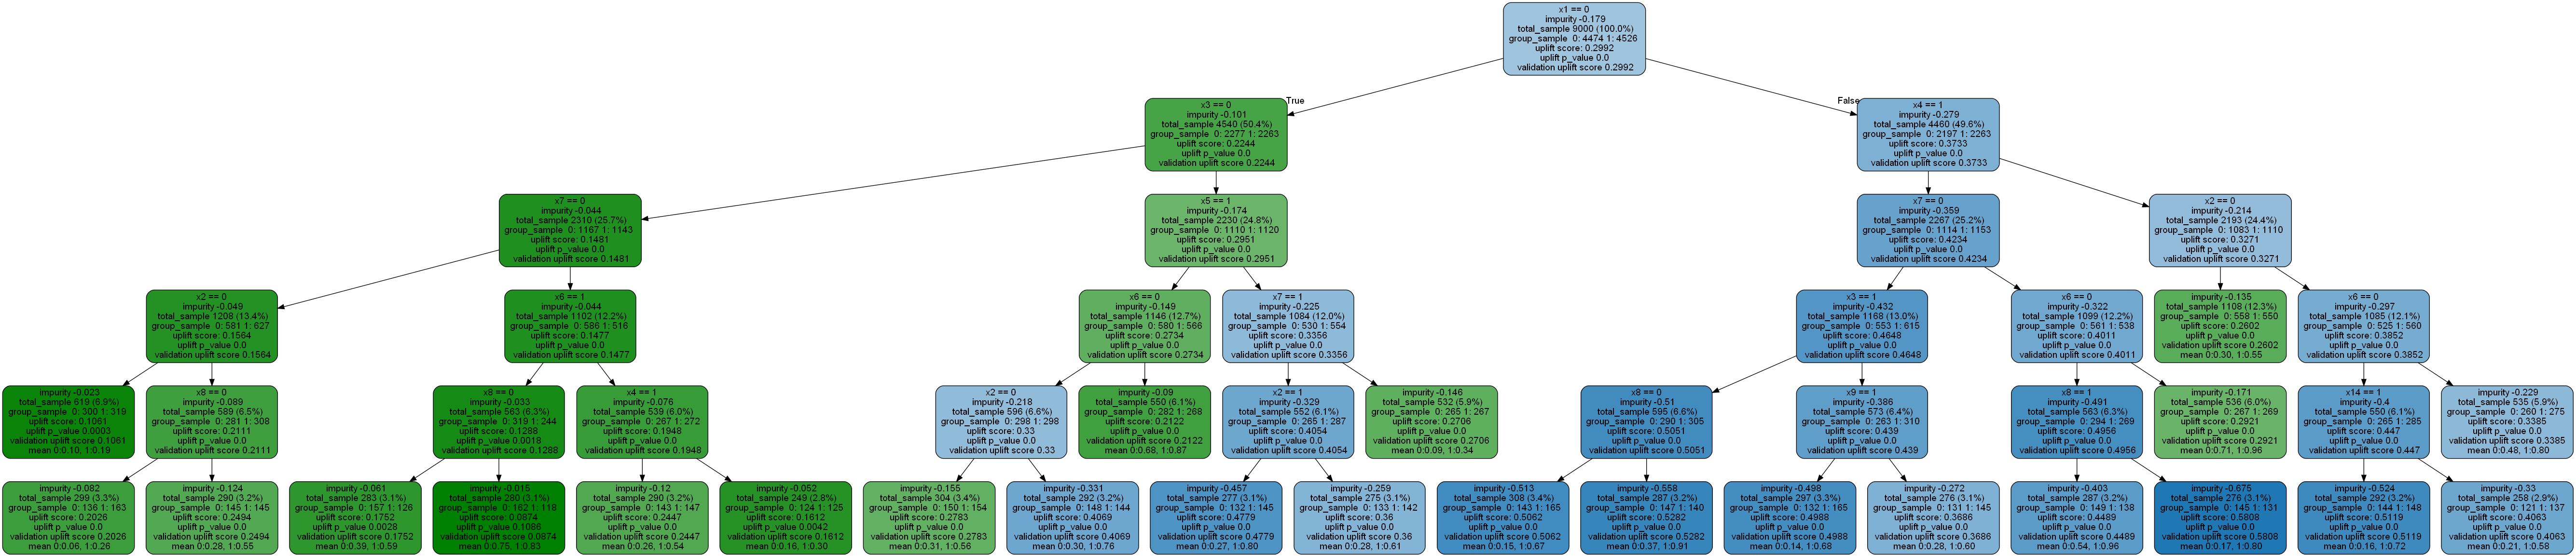 x1 == 0
impurity -0.179
total_sample 9000 (100.0%)
group_sample 0: 4474 1: 4526
uplift score: 0.2992
uplift p_value 0.0
validation uplift score 0.2992
True
False
x3 == 0
impurity -0.101
total_sample 4540 (50.4%)
group_sample 0: 2277 1: 2263
uplift score: 0.2244
uplift p_value 0.0
validation uplift score 0.2244
x4 == 1
impurity -0.279
total_sample 4460 (49.6%)
group_sample 0: 2197 1: 2263
uplift score: 0.3733
uplift p_value 0.0
validation uplift score 0.3733
x7 == 0
impurity -0.044
total_sample 2310 (25.7%)
group_sample 0: 1167 1: 1143
uplift score: 0.1481
uplift p_value 0.0
validation uplift score 0.1481
x5 == 1
impurity -0.174
total_sample 2230 (24.8%)
group_sample 0: 1110 1: 1120
uplift score: 0.2951
uplift p_value 0.0
validation uplift score 0.2951
x7 == 0
impurity -0.359
total_sample 2267 (25.2%)
group_sample 0: 1114 1: 1153
uplift score: 0.4234
uplift p_value 0.0
validation uplift score 0.4234
x2 == 0
impurity -0.214
total_sample 2193 (24.4%)
group_sample 0: 1083 1: 1110
uplift score: 0.3271
uplift p_value 0.0
validation uplift score 0.3271
x2 == 0
impurity -0.049
total_sample 1208 (13.4%)
group_sample 0: 581 1: 627
uplift score: 0.1564
uplift p_value 0.0
validation uplift score 0.1564
x6 == 1
impurity -0.044
total_sample 1102 (12.2%)
group_sample 0: 586 1: 516
uplift score: 0.1477
uplift p_value 0.0
validation uplift score 0.1477
x6 == 0
impurity -0.149
total_sample 1146 (12.7%)
group_sample 0: 580 1: 566
uplift score: 0.2734
uplift p_value 0.0
validation uplift score 0.2734
x7 == 1
impurity -0.225
total_sample 1084 (12.0%)
group_sample 0: 530 1: 554
uplift score: 0.3356
uplift p_value 0.0
validation uplift score 0.3356
x3 == 1
impurity -0.432
total_sample 1168 (13.0%)
group_sample 0: 553 1: 615
uplift score: 0.4648
uplift p_value 0.0
validation uplift score 0.4648
x6 == 0
impurity -0.322
total_sample 1099 (12.2%)
group_sample 0: 561 1: 538
uplift score: 0.4011
uplift p_value 0.0
validation uplift score 0.4011
impurity -0.135
total_sample 1108 (12.3%)
group_sample 0: 558 1: 550
uplift score: 0.2602
uplift p_value 0.0
validation uplift score 0.2602
mean 0:0.30, 1:0.55
x6 == 0
impurity -0.297
total_sample 1085 (12.1%)
group_sample 0: 525 1: 560
uplift score: 0.3852
uplift p_value 0.0
validation uplift score 0.3852
impurity -0.023
total_sample 619 (6.9%)
group_sample 0: 300 1: 319
uplift score: 0.1061
uplift p_value 0.0003
validation uplift score 0.1061
mean 0:0.10, 1:0.19
x8 == 0
impurity -0.089
total_sample 589 (6.5%)
group_sample 0: 281 1: 308
uplift score: 0.2111
uplift p_value 0.0
validation uplift score 0.2111
x8 == 0
impurity -0.033
total_sample 563 (6.3%)
group_sample 0: 319 1: 244
uplift score: 0.1288
uplift p_value 0.0018
validation uplift score 0.1288
x4 == 1
impurity -0.076
total_sample 539 (6.0%)
group_sample 0: 267 1: 272
uplift score: 0.1948
uplift p_value 0.0
validation uplift score 0.1948
x2 == 0
impurity -0.218
total_sample 596 (6.6%)
group_sample 0: 298 1: 298
uplift score: 0.33
uplift p_value 0.0
validation uplift score 0.33
impurity -0.09
total_sample 550 (6.1%)
group_sample 0: 282 1: 268
uplift score: 0.2122
uplift p_value 0.0
validation uplift score 0.2122
mean 0:0.68, 1:0.87
x2 == 1
impurity -0.329
total_sample 552 (6.1%)
group_sample 0: 265 1: 287
uplift score: 0.4054
uplift p_value 0.0
validation uplift score 0.4054
impurity -0.146
total_sample 532 (5.9%)
group_sample 0: 265 1: 267
uplift score: 0.2706
uplift p_value 0.0
validation uplift score 0.2706
mean 0:0.09, 1:0.34
x8 == 0
impurity -0.51
total_sample 595 (6.6%)
group_sample 0: 290 1: 305
uplift score: 0.5051
uplift p_value 0.0
validation uplift score 0.5051
x9 == 1
impurity -0.386
total_sample 573 (6.4%)
group_sample 0: 263 1: 310
uplift score: 0.439
uplift p_value 0.0
validation uplift score 0.439
x8 == 1
impurity -0.491
total_sample 563 (6.3%)
group_sample 0: 294 1: 269
uplift score: 0.4956
uplift p_value 0.0
validation uplift score 0.4956
impurity -0.171
total_sample 536 (6.0%)
group_sample 0: 267 1: 269
uplift score: 0.2921
uplift p_value 0.0
validation uplift score 0.2921
mean 0:0.71, 1:0.96
x14 == 1
impurity -0.4
total_sample 550 (6.1%)
group_sample 0: 265 1: 285
uplift score: 0.447
uplift p_value 0.0
validation uplift score 0.447
impurity -0.229
total_sample 535 (5.9%)
group_sample 0: 260 1: 275
uplift score: 0.3385
uplift p_value 0.0
validation uplift score 0.3385
mean 0:0.48, 1:0.80
impurity -0.082
total_sample 299 (3.3%)
group_sample 0: 136 1: 163
uplift score: 0.2026
uplift p_value 0.0
validation uplift score 0.2026
mean 0:0.06, 1:0.26
impurity -0.124
total_sample 290 (3.2%)
group_sample 0: 145 1: 145
uplift score: 0.2494
uplift p_value 0.0
validation uplift score 0.2494
mean 0:0.28, 1:0.55
impurity -0.061
total_sample 283 (3.1%)
group_sample 0: 157 1: 126
uplift score: 0.1752
uplift p_value 0.0028
validation uplift score 0.1752
mean 0:0.39, 1:0.59
impurity -0.015
total_sample 280 (3.1%)
group_sample 0: 162 1: 118
uplift score: 0.0874
uplift p_value 0.1086
validation uplift score 0.0874
mean 0:0.75, 1:0.83
impurity -0.12
total_sample 290 (3.2%)
group_sample 0: 143 1: 147
uplift score: 0.2447
uplift p_value 0.0
validation uplift score 0.2447
mean 0:0.26, 1:0.54
impurity -0.052
total_sample 249 (2.8%)
group_sample 0: 124 1: 125
uplift score: 0.1612
uplift p_value 0.0042
validation uplift score 0.1612
mean 0:0.16, 1:0.30
impurity -0.155
total_sample 304 (3.4%)
group_sample 0: 150 1: 154
uplift score: 0.2783
uplift p_value 0.0
validation uplift score 0.2783
mean 0:0.31, 1:0.56
impurity -0.331
total_sample 292 (3.2%)
group_sample 0: 148 1: 144
uplift score: 0.4069
uplift p_value 0.0
validation uplift score 0.4069
mean 0:0.30, 1:0.76
impurity -0.457
total_sample 277 (3.1%)
group_sample 0: 132 1: 145
uplift score: 0.4779
uplift p_value 0.0
validation uplift score 0.4779
mean 0:0.27, 1:0.80
impurity -0.259
total_sample 275 (3.1%)
group_sample 0: 133 1: 142
uplift score: 0.36
uplift p_value 0.0
validation uplift score 0.36
mean 0:0.28, 1:0.61
impurity -0.513
total_sample 308 (3.4%)
group_sample 0: 143 1: 165
uplift score: 0.5062
uplift p_value 0.0
validation uplift score 0.5062
mean 0:0.15, 1:0.67
impurity -0.558
total_sample 287 (3.2%)
group_sample 0: 147 1: 140
uplift score: 0.5282
uplift p_value 0.0
validation uplift score 0.5282
mean 0:0.37, 1:0.91
impurity -0.498
total_sample 297 (3.3%)
group_sample 0: 132 1: 165
uplift score: 0.4988
uplift p_value 0.0
validation uplift score 0.4988
mean 0:0.14, 1:0.68
impurity -0.272
total_sample 276 (3.1%)
group_sample 0: 131 1: 145
uplift score: 0.3686
uplift p_value 0.0
validation uplift score 0.3686
mean 0:0.28, 1:0.60
impurity -0.403
total_sample 287 (3.2%)
group_sample 0: 149 1: 138
uplift score: 0.4489
uplift p_value 0.0
validation uplift score 0.4489
mean 0:0.54, 1:0.96
impurity -0.675
total_sample 276 (3.1%)
group_sample 0: 145 1: 131
uplift score: 0.5808
uplift p_value 0.0
validation uplift score 0.5808
mean 0:0.17, 1:0.80
impurity -0.524
total_sample 292 (3.2%)
group_sample 0: 144 1: 148
uplift score: 0.5119
uplift p_value 0.0
validation uplift score 0.5119
mean 0:0.16, 1:0.72
impurity -0.33
total_sample 258 (2.9%)
group_sample 0: 121 1: 137
uplift score: 0.4063
uplift p_value 0.0
validation uplift score 0.4063
mean 0:0.21, 1:0.58